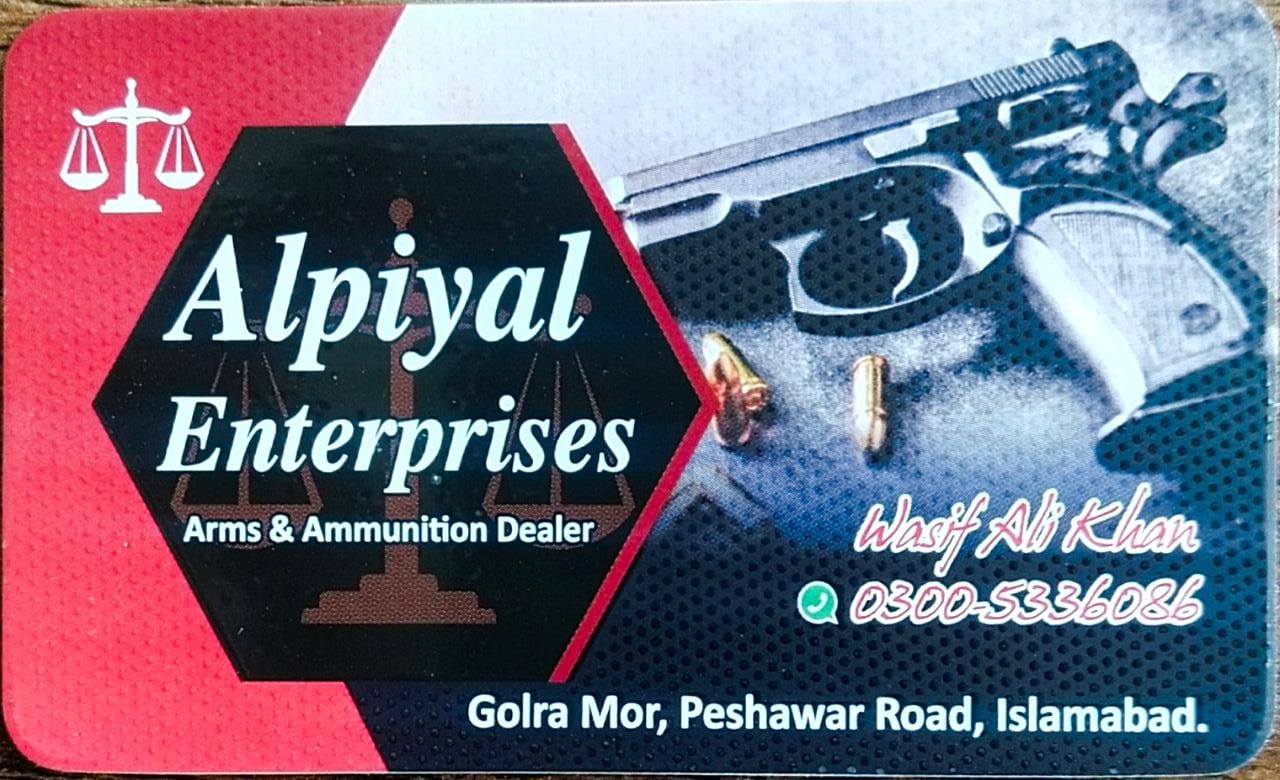 Alpiyal
Enterprises
Arms & Ammunition Dealer
Wasif Ali Khan
0300-5336086
Golra Mor, Peshawar Road, Islamabad.